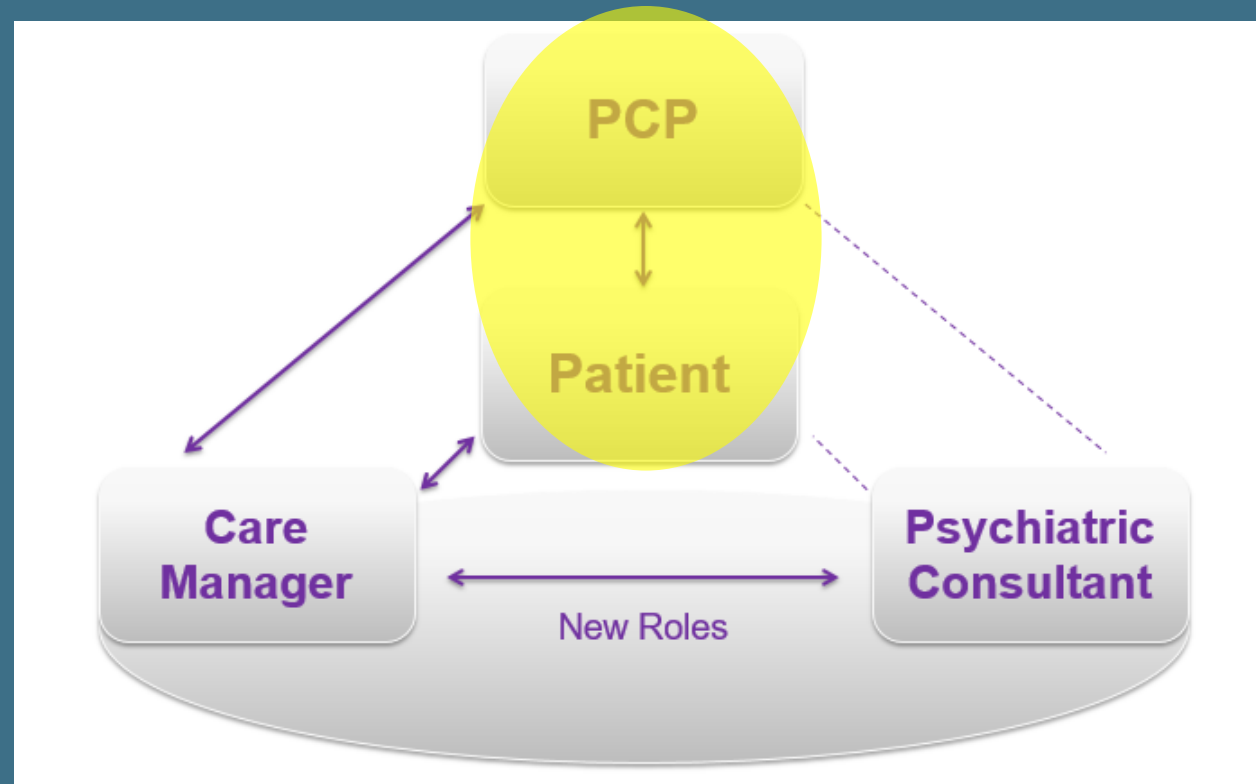 PCP
Patient
Care
Manager
Psychiatric
Consultant
New Roles